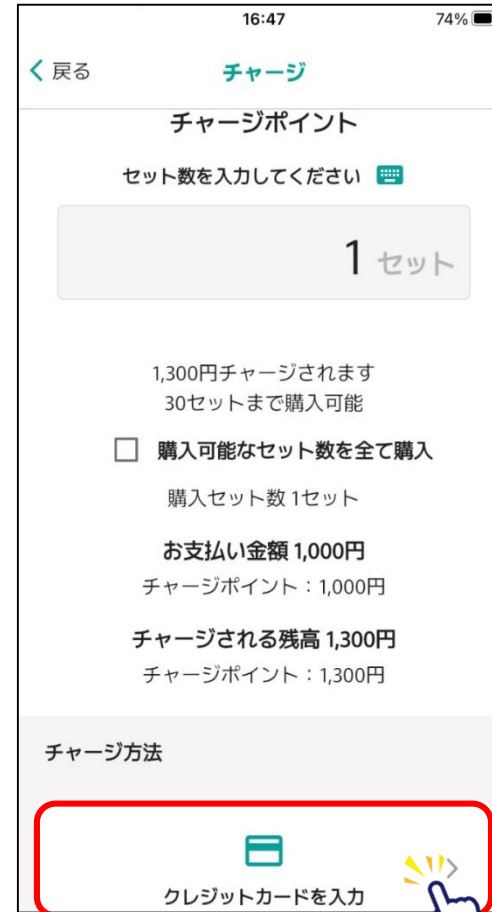 16:47 74%
戻る チャージ
チャージポイント
セット数を入力してください
1 セット
1,300円チャージされます
30セットまで購入可能
購入可能なセット数を全て購入
購入セット数 1セット
お支払い金額 1,000円
チャージポイント：1,000円
チャージされる残高 1,300円
チャージポイント：1,300円
チャージ方法
クレジットカードを入力